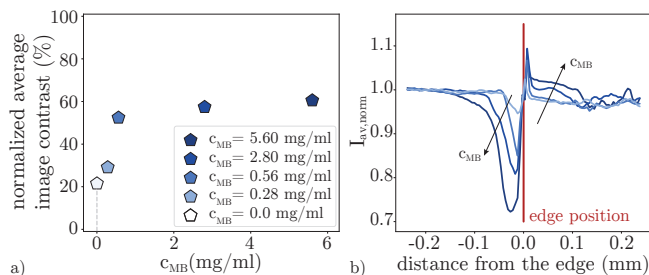 normalized average
image contrast (%)
100
80
60
40
20
0
0
2
4
6
c_MB(mg/ml)
c_MB= 5.60 mg/ml
c_MB= 2.80 mg/ml
c_MB= 0.56 mg/ml
c_MB= 0.28 mg/ml
c_MB= 0.0 mg/ml
a)
I_av,norm
1.1
1.0
0.9
0.8
0.7
-0.2
-0.1
0.0
0.1
0.2
distance from the edge (mm)
c_MB
c_MB
edge position
b)